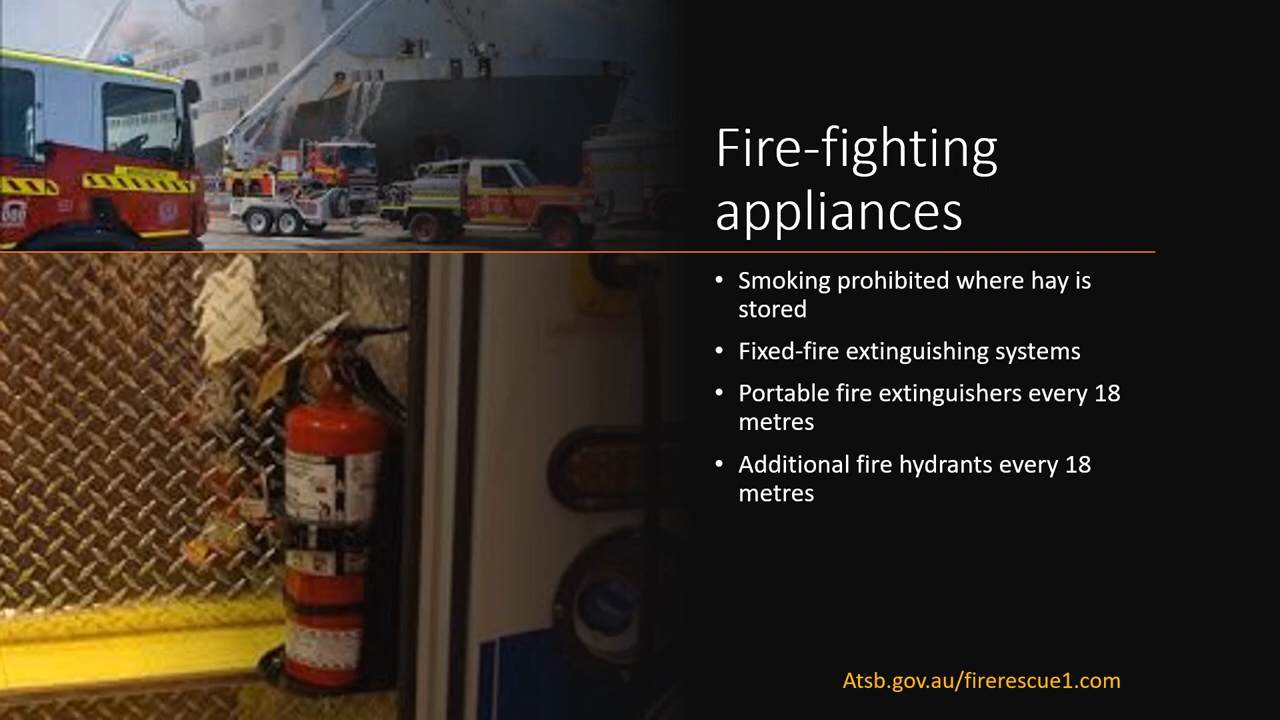 Fire-fighting
appliances
• Smoking prohibited where hay is
stored
• Fixed-fire extinguishing systems
• Portable fire extinguishers every 18
metres
• Additional fire hydrants every 18
metres
Atsb.gov.au/firerescue1.com